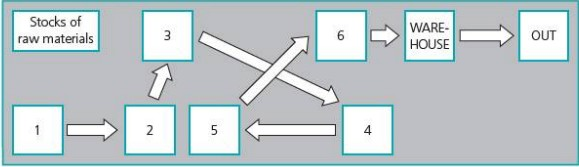 Stocks of
raw materials
3
6
WARE-
HOUSE
OUT
1
2
5
4